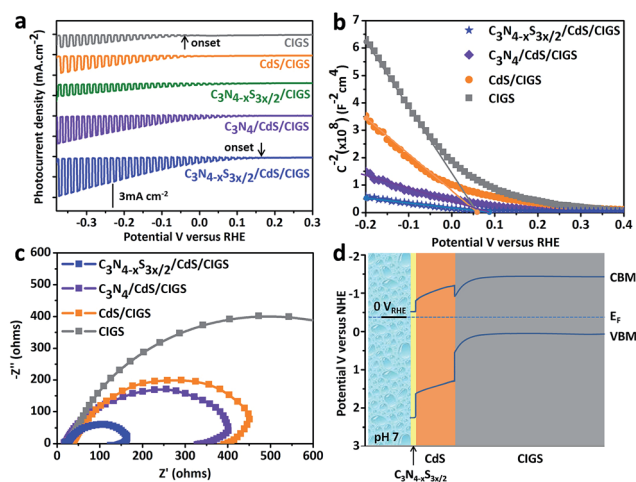 a
Photocurrent density (mA.cm⁻²)
onset
CIGS
CdS/CIGS
C₃N₄₋ₓS₃ₓ/₂/CIGS
C₃N₄/CdS/CIGS
onset
C₃N₄₋ₓS₃ₓ/₂/CdS/CIGS
3mA cm⁻²
-0.3 -0.2 -0.1 0.0 0.1 0.2 0.3
Potential V versus RHE
b
C⁻²(x10⁸) (F⁻²cm⁴)
7
6
5
4
3
2
1
0
C₃N₄₋ₓS₃ₓ/₂/CdS/CIGS
C₃N₄/CdS/CIGS
CdS/CIGS
CIGS
-0.2 -0.1 0.0 0.1 0.2 0.3 0.4
Potential V versus RHE
c
-Z'' (ohms)
-600
-400
-200
0
C₃N₄₋ₓS₃ₓ/₂/CdS/CIGS
C₃N₄/CdS/CIGS
CdS/CIGS
CIGS
0 100 200 300 400 500 600
Z' (ohms)
d
Potential V versus NHE
-2
-1
0
1
2
3
0 V_RHE
CBM
E_F
VBM
pH 7
CdS
CIGS
C₃N₄₋ₓS₃ₓ/₂